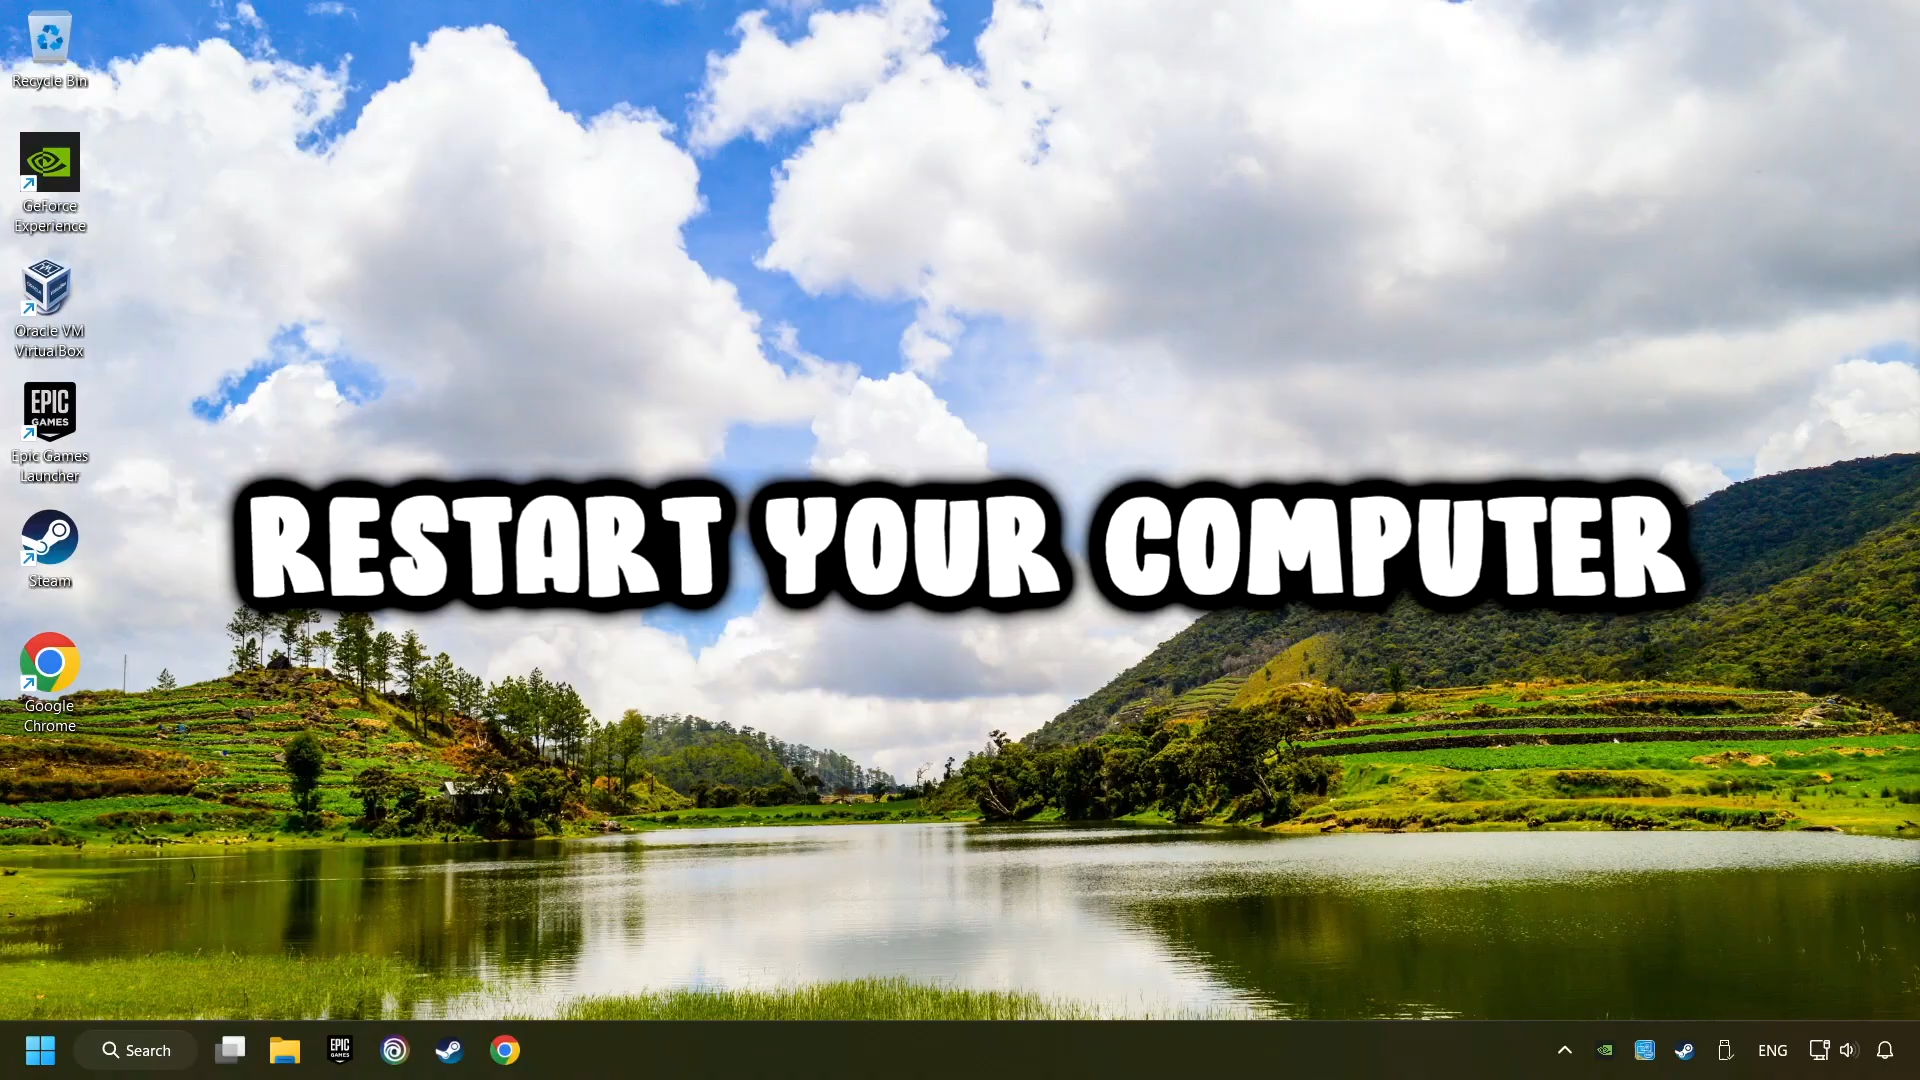 Recycle Bin
GeForce
Experience
Oracle VM
VirtualBox
EPIC
GAMES
Epic Games
Launcher
Steam
Google
Chrome
RESTART YOUR COMPUTER
Search
EPIC
GAMES
ENG